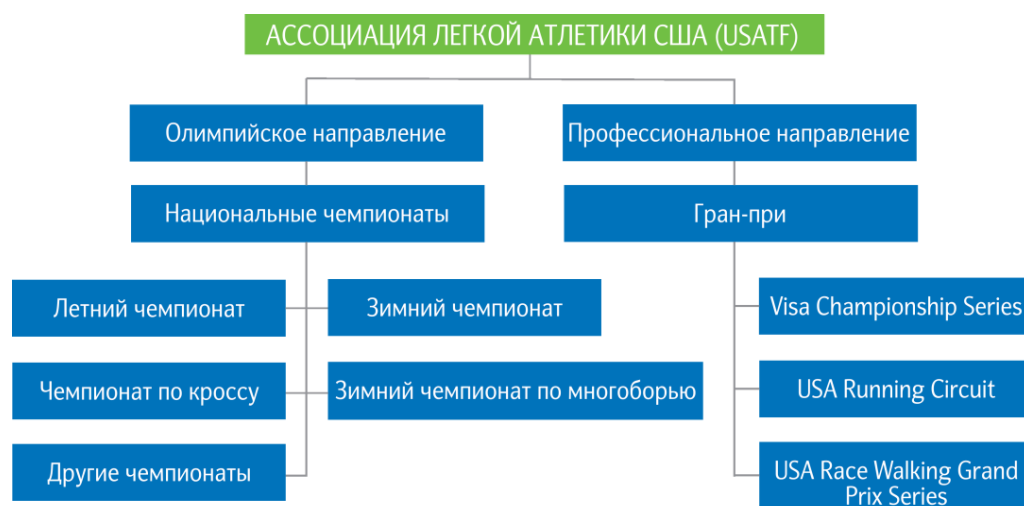 АССОЦИАЦИЯ ЛЕГКОЙ АТЛЕТИКИ США (USATF)
Олимпийское направление
Профессиональное направление
Национальные чемпионаты
Гран-при
Летний чемпионат
Зимний чемпионат
Visa Championship Series
Чемпионат по кроссу
Зимний чемпионат по многоборью
USA Running Circuit
Другие чемпионаты
USA Race Walking Grand
Prix Series